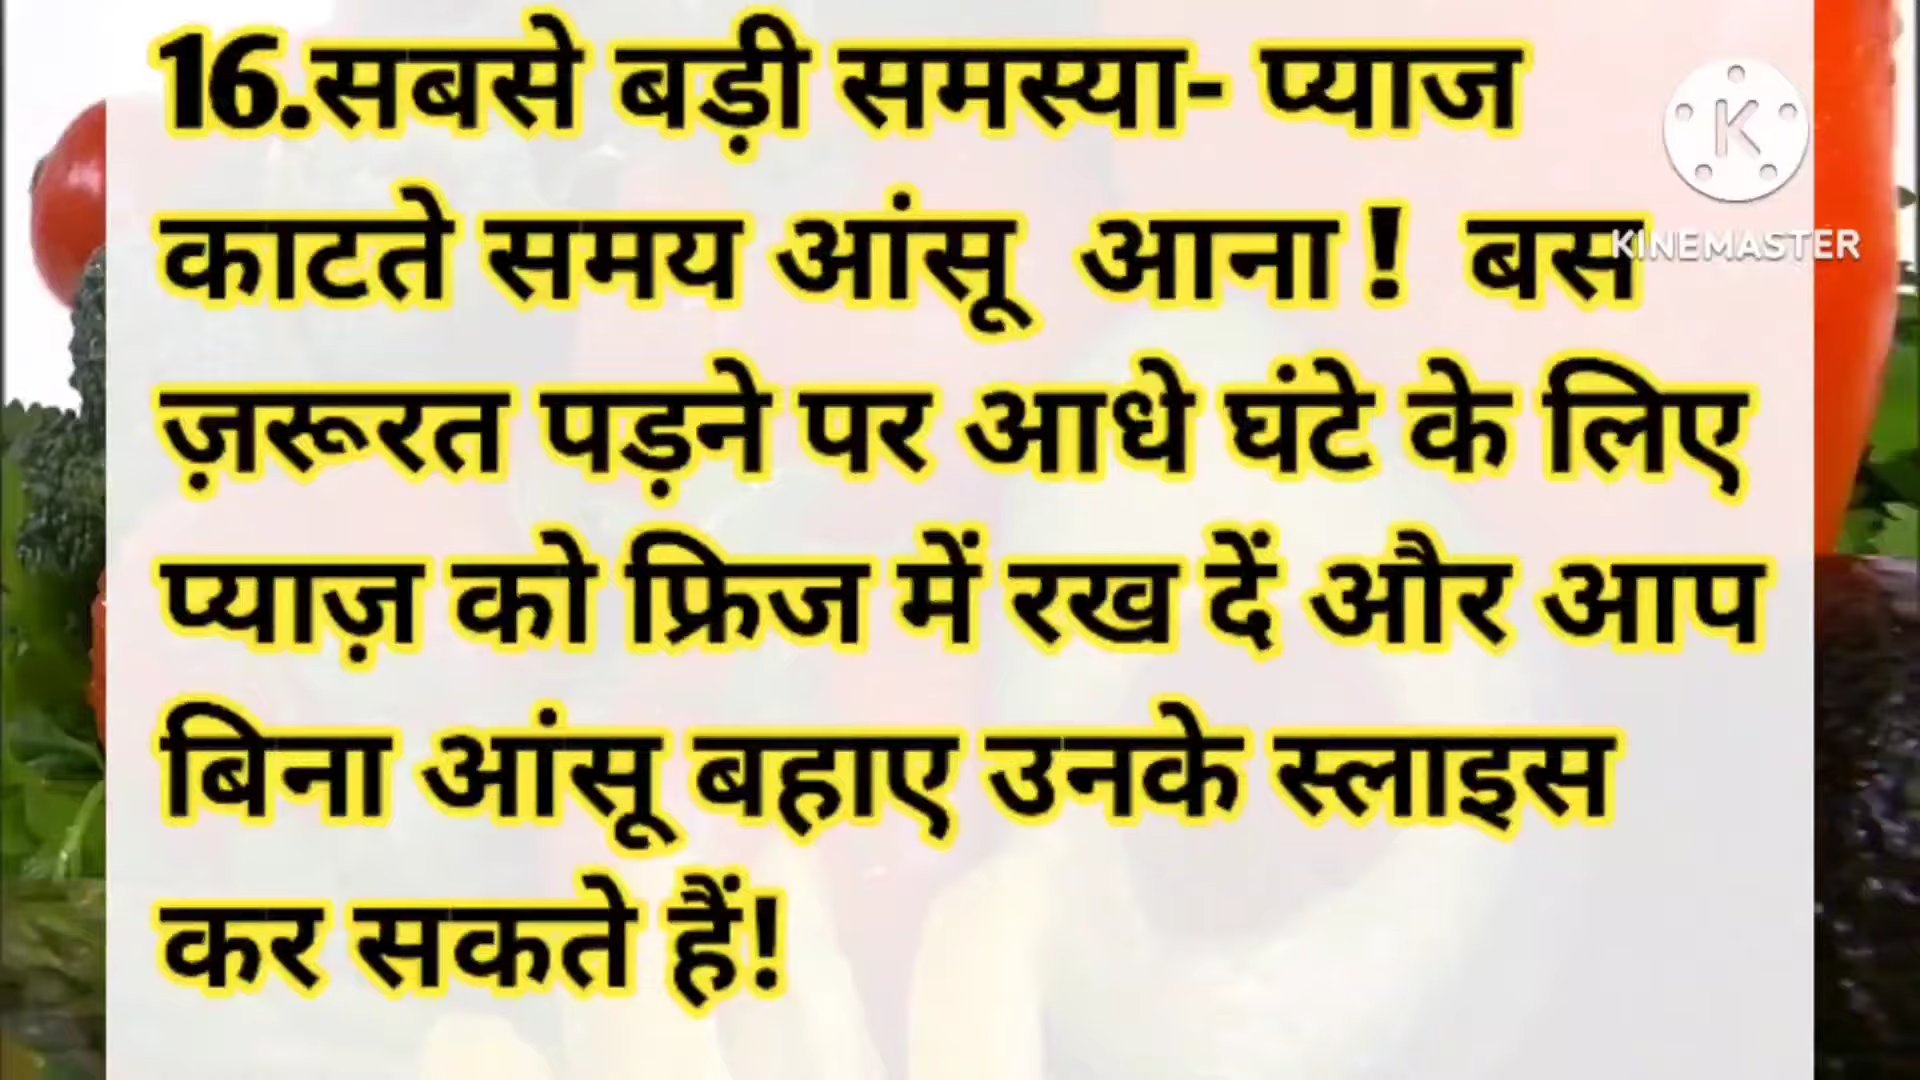 16.सबसे बड़ी समस्या- प्याज
काटते समय आंसू आना ! बस
ज़रूरत पड़ने पर आधे घंटे के लिए
प्याज़ को फ्रिज में रख दें और आप
बिना आंसू बहाए उनके स्लाइस
कर सकते हैं!
K
KINEMASTER